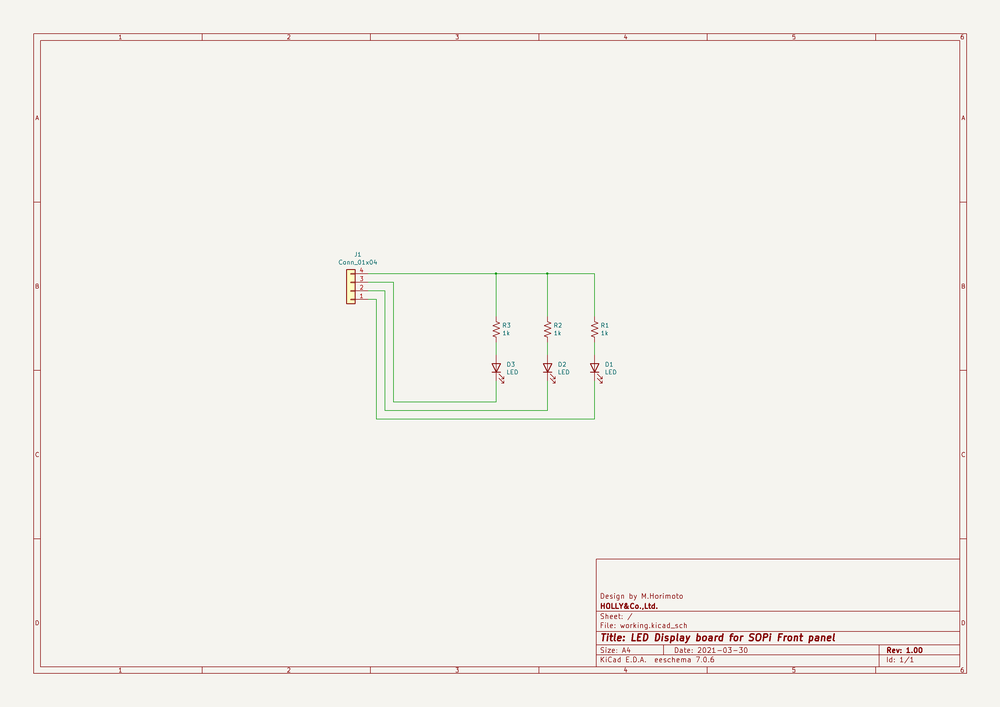 1 2 3 4 5 6
A A
J1
Conn_01x04
4
3
2
1
B B
R3
1k
R2
1k
R1
1k
D3
LED
D2
LED
D1
LED
C C
Design by M.Horimoto
HOLLY&Co.,Ltd.
Sheet: /
File: working.kicad_sch
D D
Title: LED Display board for SOPi Front panel
Size: A4 Date: 2021-03-30 Rev: 1.00
KiCad E.D.A. eeschema 7.0.6 Id: 1/1
1 2 3 4 5 6